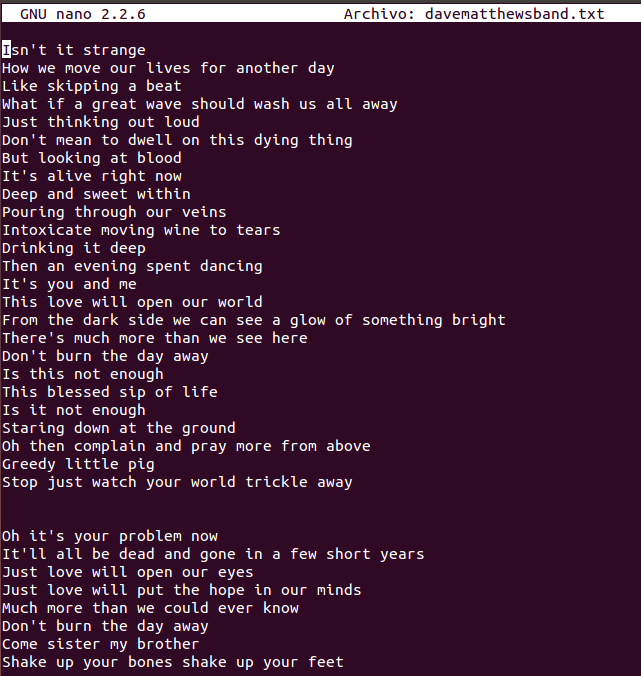 GNU nano 2.2.6 Archivo: davematthewsband.txt
Isn't it strange
How we move our lives for another day
Like skipping a beat
What if a great wave should wash us all away
Just thinking out loud
Don't mean to dwell on this dying thing
But looking at blood
It's alive right now
Deep and sweet within
Pouring through our veins
Intoxicate moving wine to tears
Drinking it deep
Then an evening spent dancing
It's you and me
This love will open our world
From the dark side we can see a glow of something bright
There's much more than we see here
Don't burn the day away
Is this not enough
This blessed sip of life
Is it not enough
Staring down at the ground
Oh then complain and pray more from above
Greedy little pig
Stop just watch your world trickle away
Oh it's your problem now
It'll all be dead and gone in a few short years
Just love will open our eyes
Just love will put the hope in our minds
Much more than we could ever know
Don't burn the day away
Come sister my brother
Shake up your bones shake up your feet